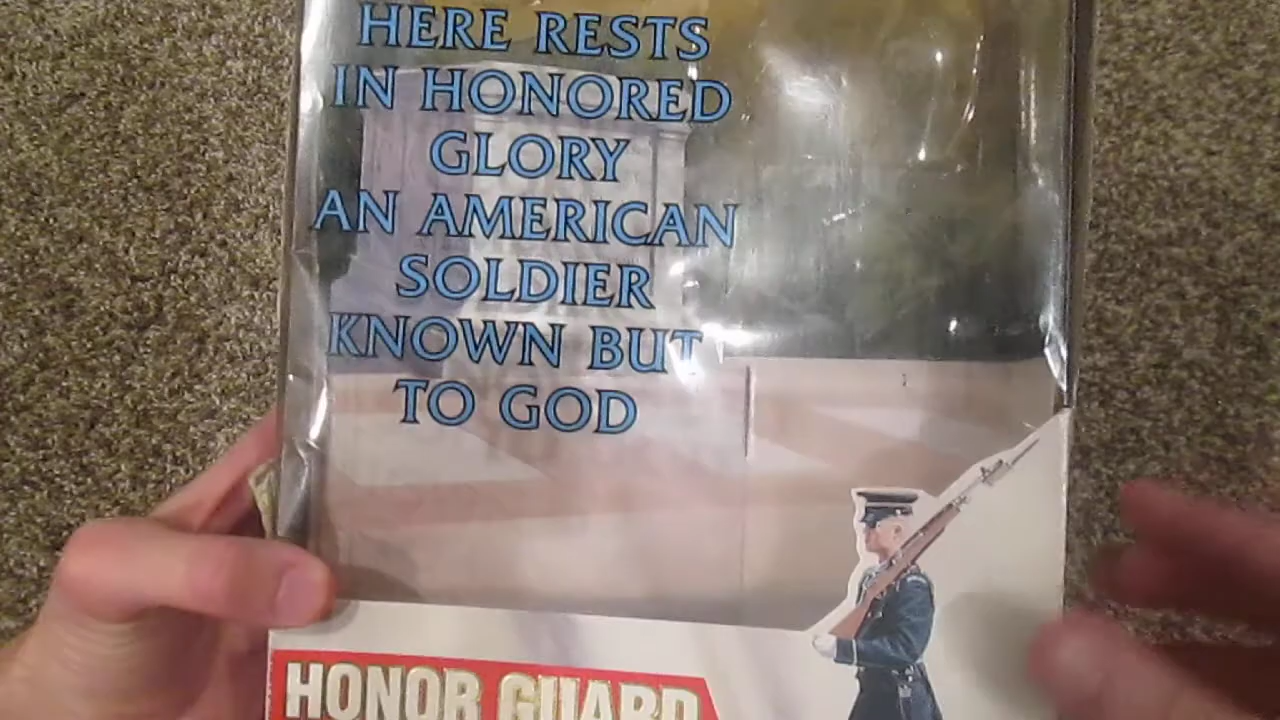 HERE RESTS
IN HONORED
GLORY
AN AMERICAN
SOLDIER
KNOWN BUT
TO GOD
HONOR GUARD